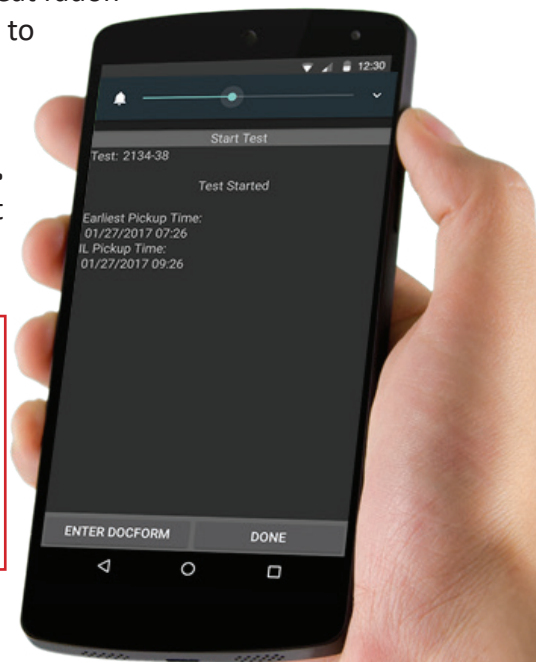 to
12:30
Start Test
Test: 2134-38
Test Started
Earliest Pickup Time:
01/27/2017 07:26
IL Pickup Time:
01/27/2017 09:26
ENTER DOCFORM DONE